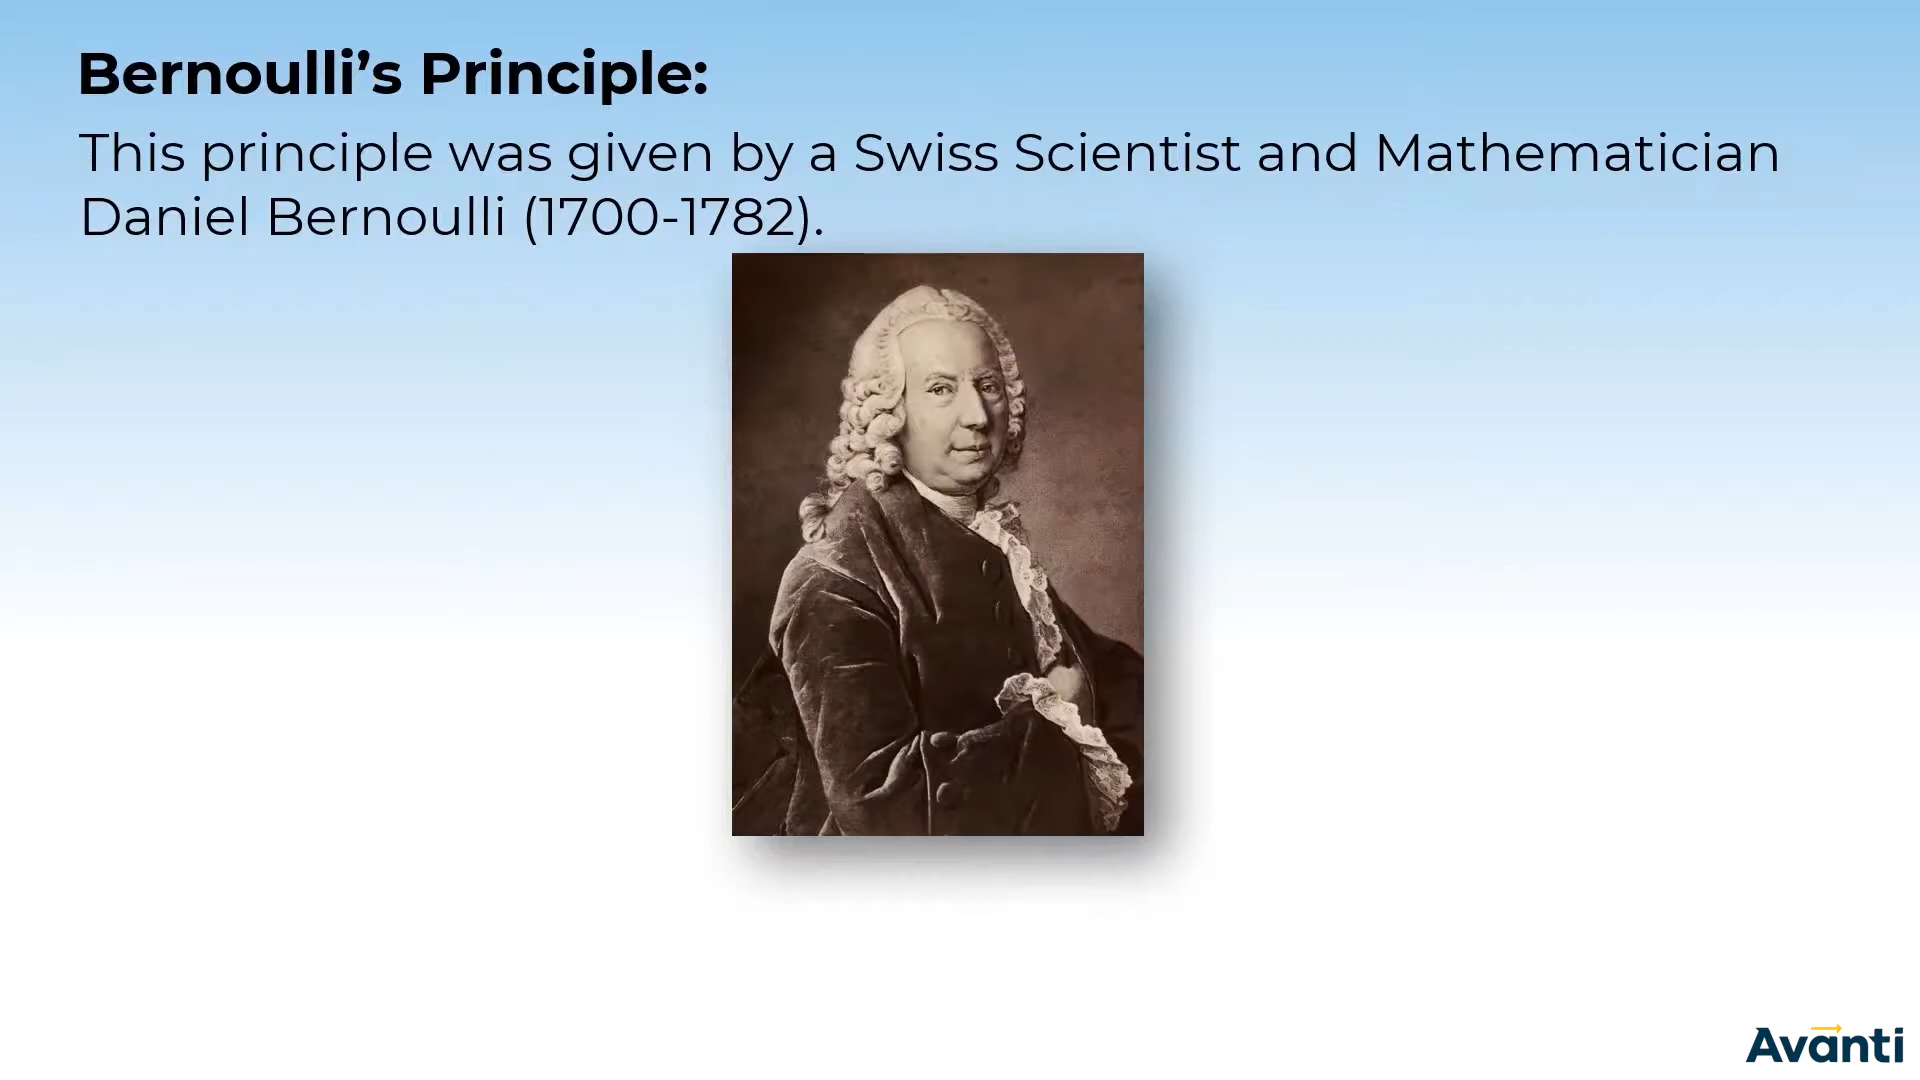 Bernoulli’s Principle:
This principle was given by a Swiss Scientist and Mathematician
Daniel Bernoulli (1700-1782).
Avanti